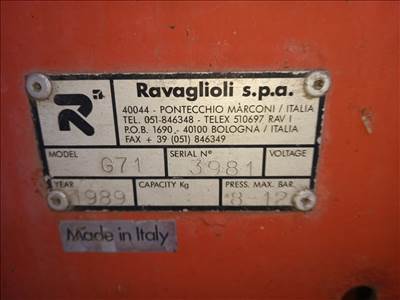 Ravaglioli s.p.a.
40044 - PONTECCHIO MÀRCONI / ITALIA
TEL. 051-846348 - TELEX 510697 RAV I
P.O.B. 1690 - 40100 BOLOGNA / ITALIA
FAX + 39 (051) 846349
MODEL G71 SERIAL N° 3981 VOLTAGE
YEAR 1989 CAPACITY Kg PRESS. MAX. BAR 8-12
Made in Italy